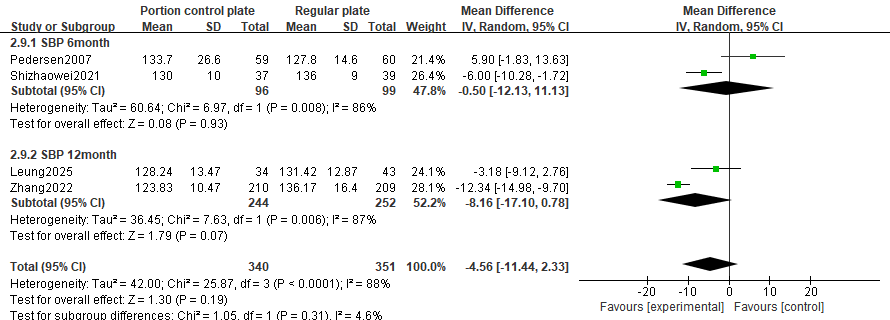 Portion control plate Regular plate Mean Difference Mean Difference
Study or Subgroup Mean SD Total Mean SD Total Weight IV, Random, 95% CI IV, Random, 95% CI
2.9.1 SBP 6month
Pedersen2007 133.7 26.6 59 127.8 14.6 60 21.4% 5.90 [-1.83, 13.63]
Shizhaowei2021 130 10 37 136 9 39 26.4% -6.00 [-10.28, -1.72]
Subtotal (95% CI) 96 99 47.8% -0.50 [-12.13, 11.13]
Heterogeneity: Tau² = 60.64; Chi² = 6.97, df = 1 (P = 0.008); I² = 86%
Test for overall effect: Z = 0.08 (P = 0.93)
2.9.2 SBP 12month
Leung2025 128.24 13.47 34 131.42 12.87 43 24.1% -3.18 [-9.12, 2.76]
Zhang2022 123.83 10.47 210 136.17 16.4 209 28.1% -12.34 [-14.98, -9.70]
Subtotal (95% CI) 244 252 52.2% -8.16 [-17.10, 0.78]
Heterogeneity: Tau² = 36.45; Chi² = 7.63, df = 1 (P = 0.006); I² = 87%
Test for overall effect: Z = 1.79 (P = 0.07)
Total (95% CI) 340 351 100.0% -4.56 [-11.44, 2.33]
Heterogeneity: Tau² = 42.00; Chi² = 25.87, df = 3 (P < 0.0001); I² = 88%
Test for overall effect: Z = 1.30 (P = 0.19)
Test for subgroup differences: Chi² = 1.05, df = 1 (P = 0.31), I² = 4.6%
-20 -10 0 10 20
Favours [experimental] Favours [control]